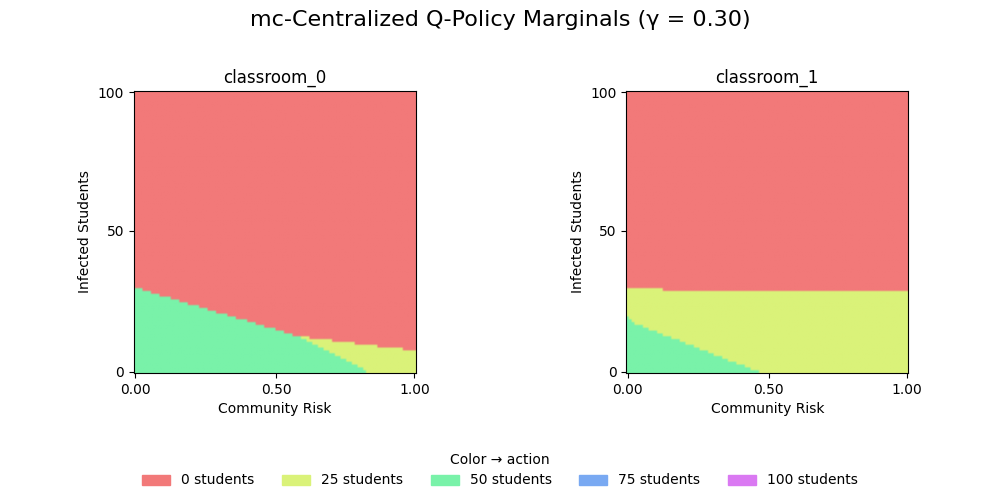 mc-Centralized Q-Policy Marginals (γ = 0.30)
classroom_0
classroom_1
100
50
0
Infected Students
0.00 0.50 1.00
Community Risk
100
50
0
Infected Students
0.00 0.50 1.00
Community Risk
Color → action
0 students 25 students 50 students 75 students 100 students